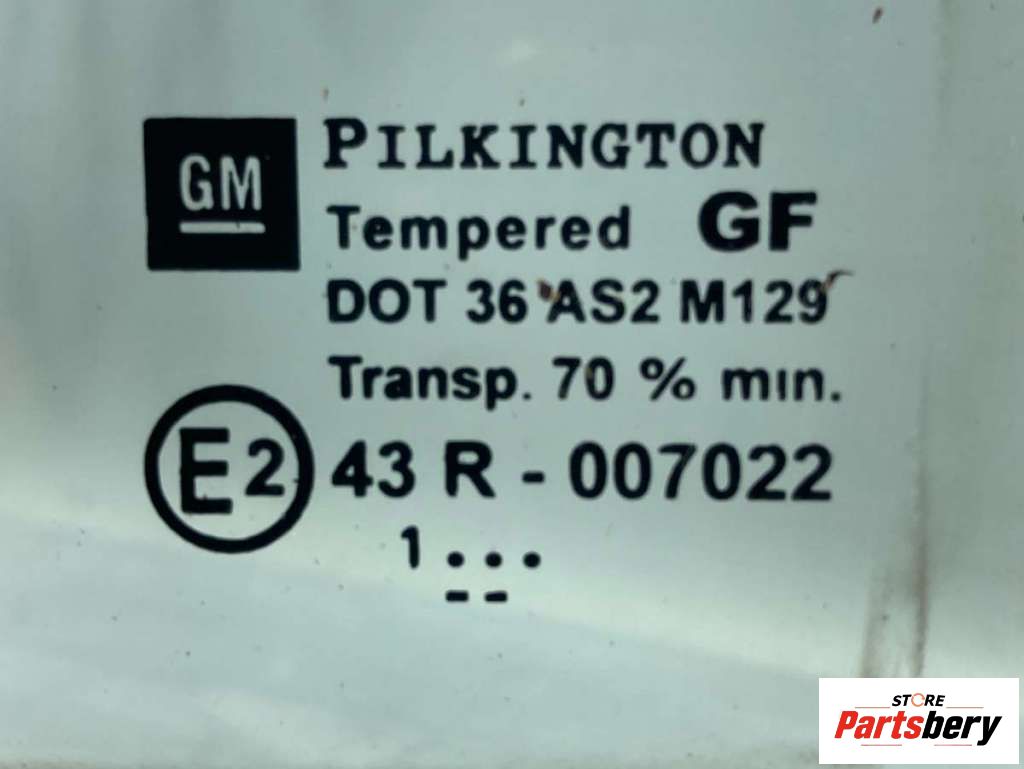 GM
PILKINGTON
Tempered GF
DOT 36 AS2 M129
Transp. 70 % min.
E2 43 R - 007022
1 . . .
- -
STORE
Partsbery